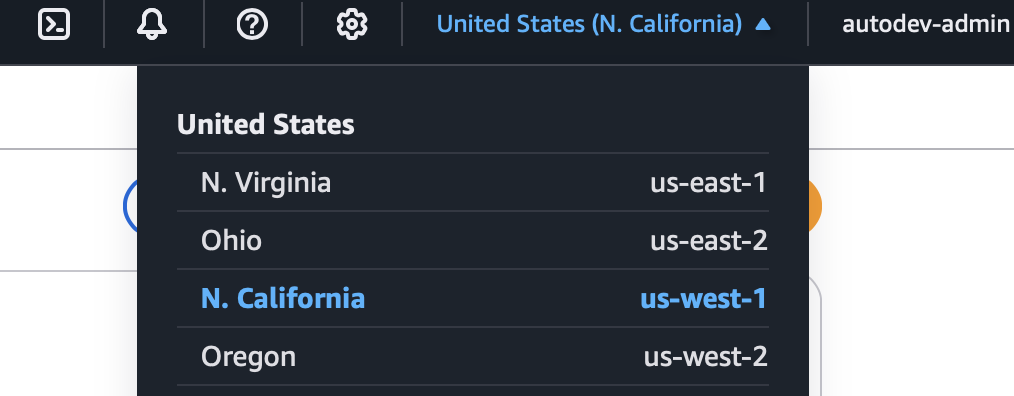 United States (N. California) ▲
autodev-admin
United States
N. Virginia us-east-1
Ohio us-east-2
N. California us-west-1
Oregon us-west-2